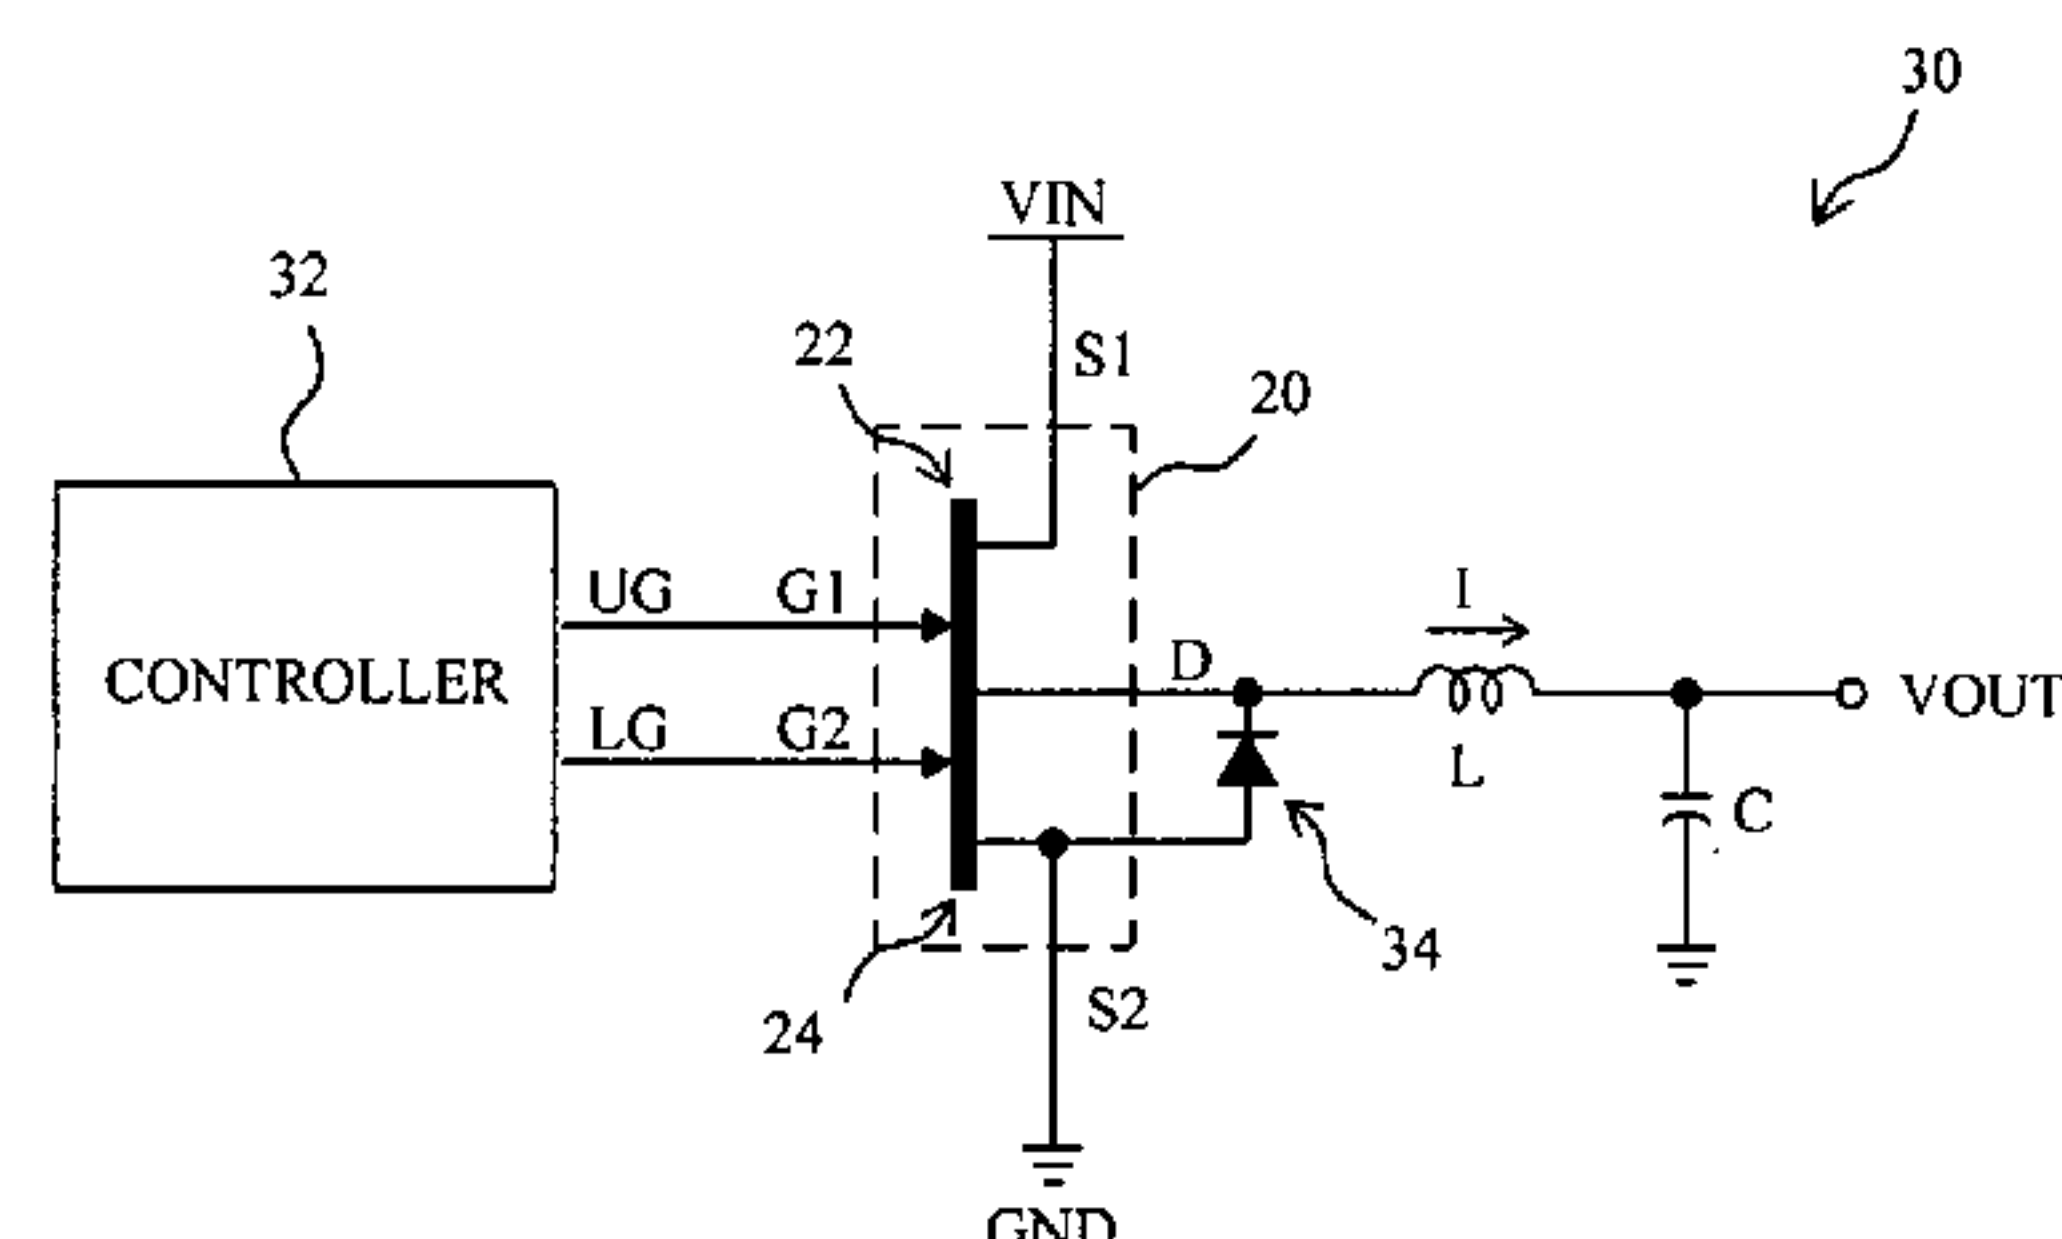 30
VIN
32
22
S1
20
UG G1
I
CONTROLLER
D
VOUT
LG G2
L
C
34
24
S2
GND